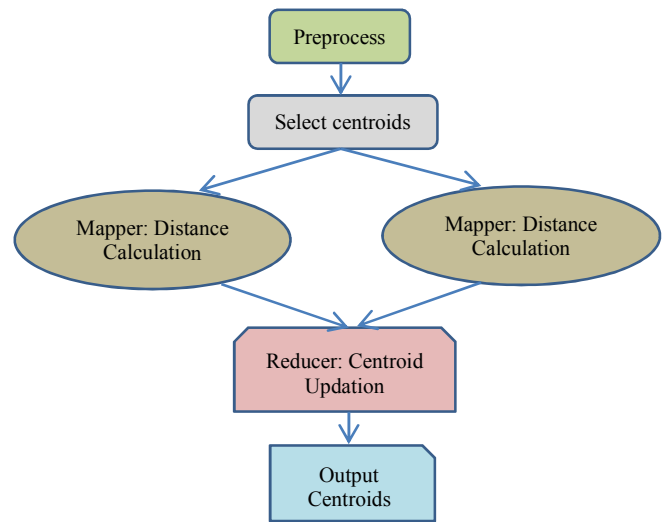 Preprocess
Select centroids
Mapper: Distance
Calculation
Mapper: Distance
Calculation
Reducer: Centroid
Updation
Output
Centroids